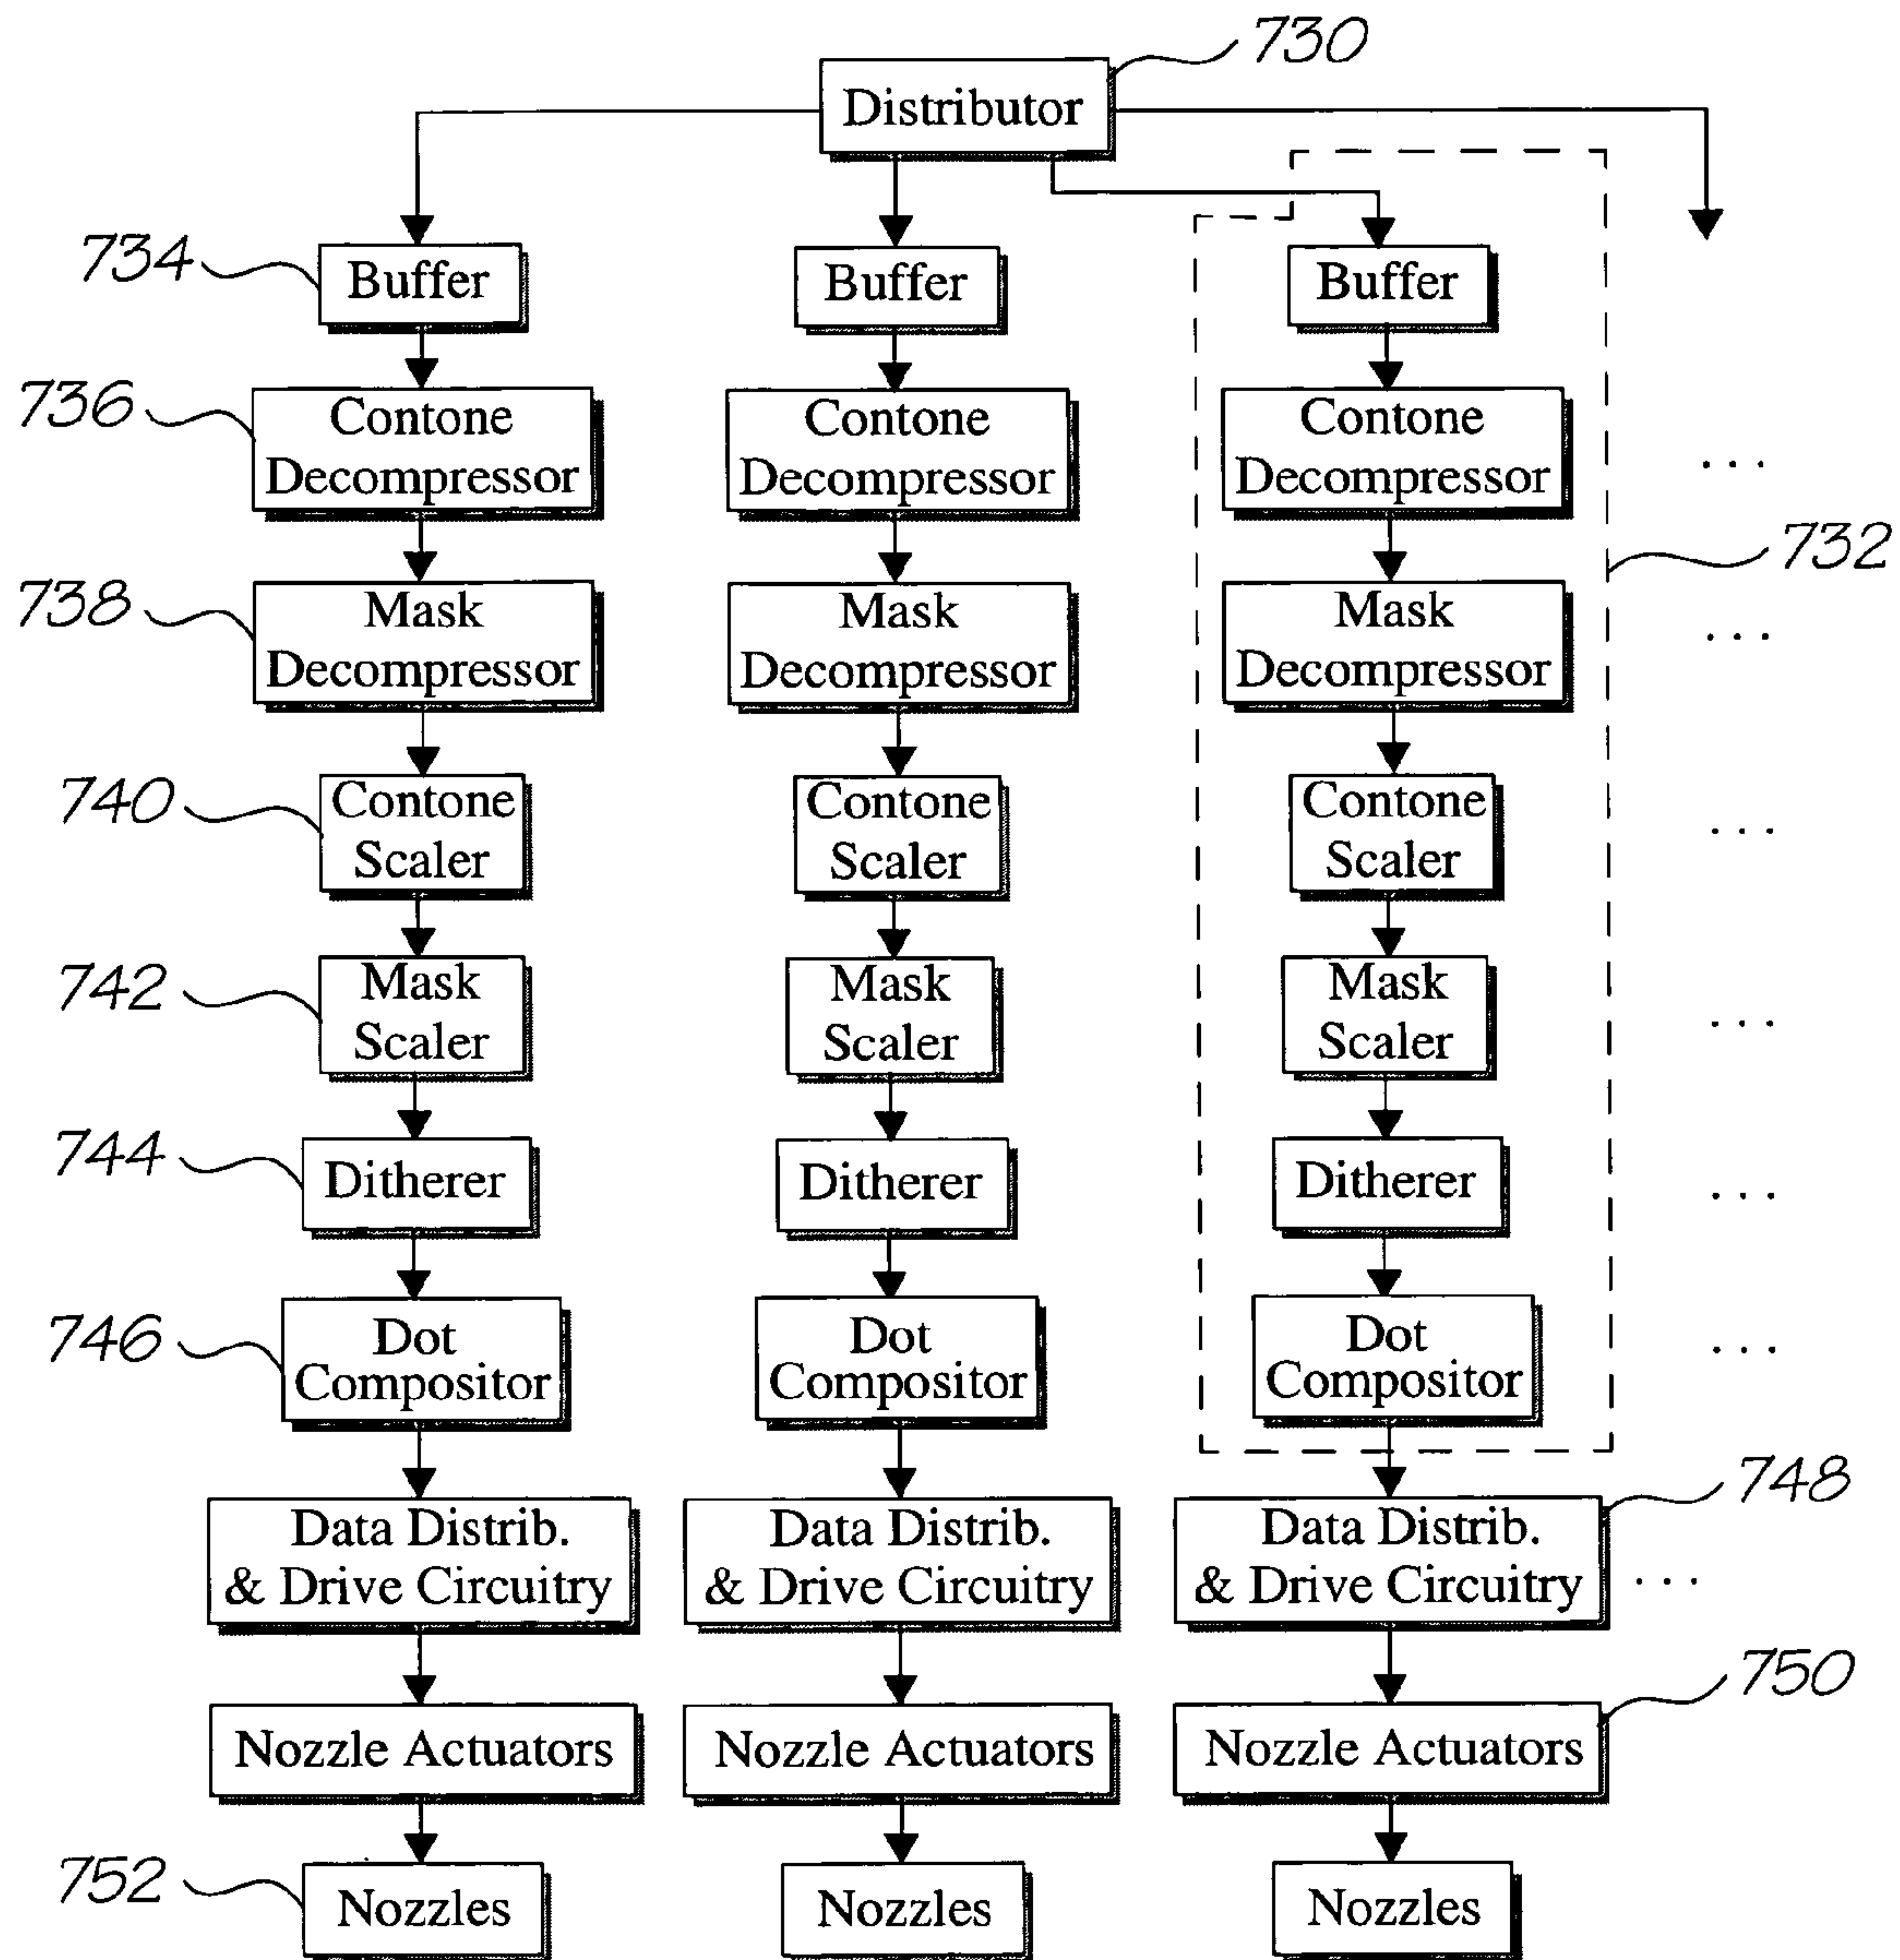 730
Distributor
734 Buffer Buffer Buffer
736 Contone Contone Contone
Decompressor Decompressor Decompressor ...
732
738 Mask Mask Mask ...
Decompressor Decompressor Decompressor
740 Contone Contone Contone ...
Scaler Scaler Scaler
742 Mask Mask Mask ...
Scaler Scaler Scaler
744 Ditherer Ditherer Ditherer ...
746 Dot Dot Dot ...
Compositor Compositor Compositor
748
Data Distrib. Data Distrib. Data Distrib.
& Drive Circuitry & Drive Circuitry & Drive Circuitry ...
750
Nozzle Actuators Nozzle Actuators Nozzle Actuators
752 Nozzles Nozzles Nozzles